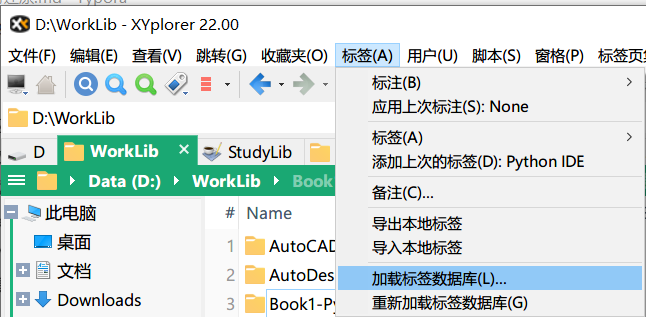 D:\WorkLib - XYplorer 22.00
文件(F) 编辑(E) 查看(V) 跳转(G) 收藏夹(O) 标签(A) 用户(U) 脚本(S) 窗格(P) 标签页
D:\WorkLib
D WorkLib StudyLib
Data (D:) WorkLib Book
此电脑
桌面
文档
Downloads
# Name
1 AutoCAD
2 AutoDes
3 Book1-Py
标注(B)
应用上次标注(S): None
标签(A)
添加上次的标签(D): Python IDE
备注(C)...
导出本地标签
导入本地标签
加载标签数据库(L)...
重新加载标签数据库(G)